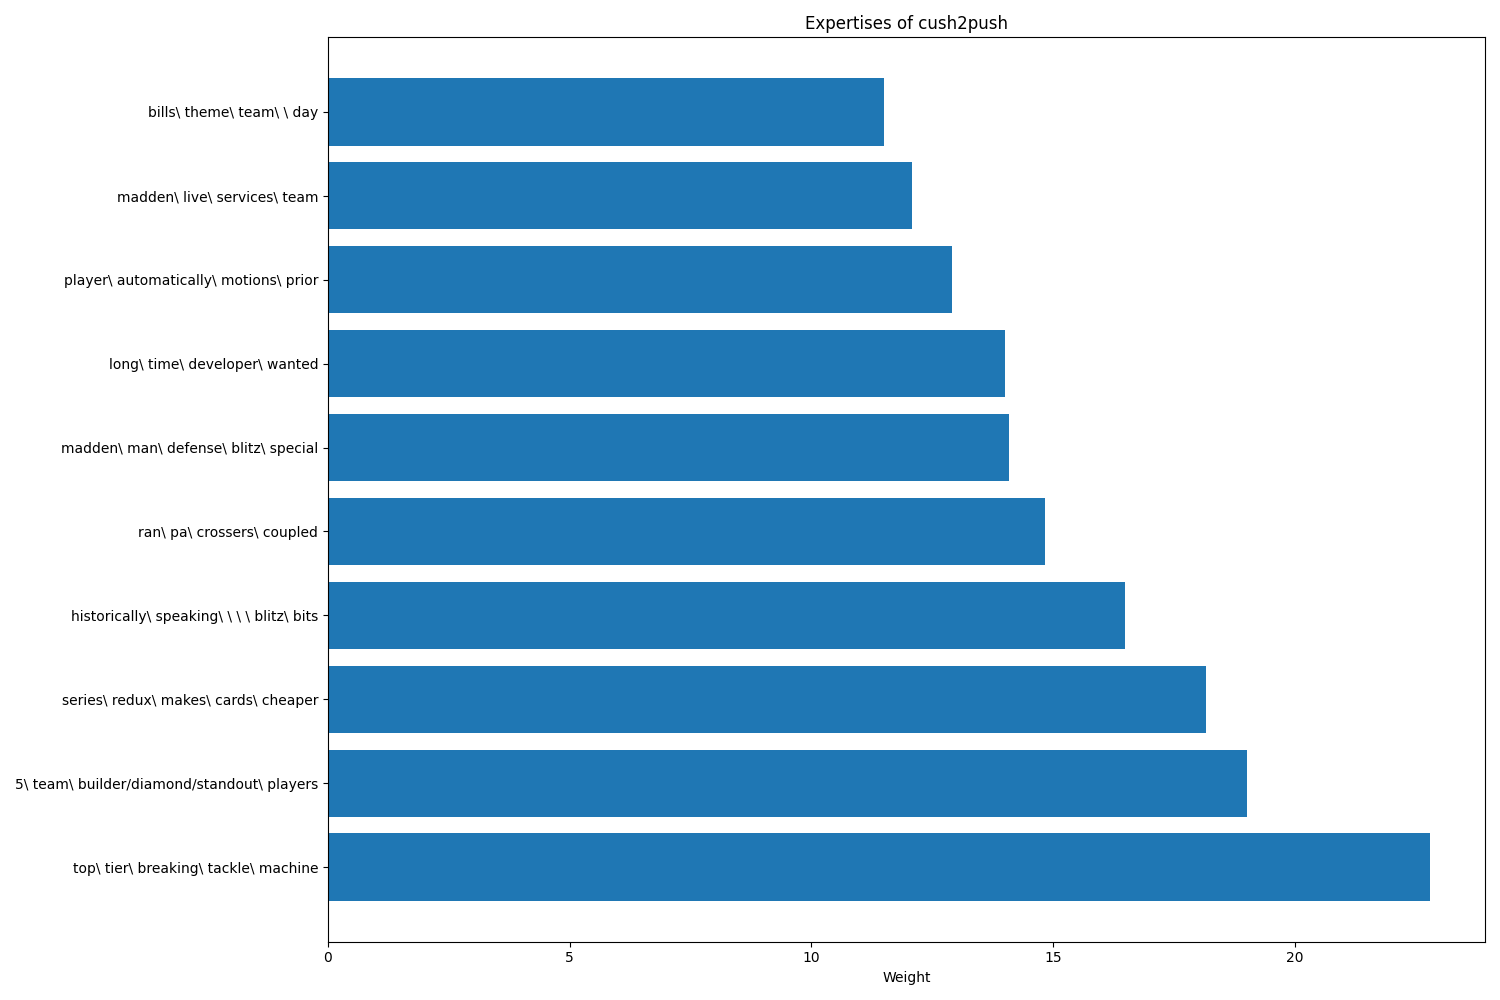 Expertises of cush2push
bills\ theme\ team\ \ day
madden\ live\ services\ team
player\ automatically\ motions\ prior
long\ time\ developer\ wanted
madden\ man\ defense\ blitz\ special
ran\ pa\ crossers\ coupled
historically\ speaking\ \ \ \ blitz\ bits
series\ redux\ makes\ cards\ cheaper
5\ team\ builder/diamond/standout\ players
top\ tier\ breaking\ tackle\ machine
0 5 10 15 20
Weight